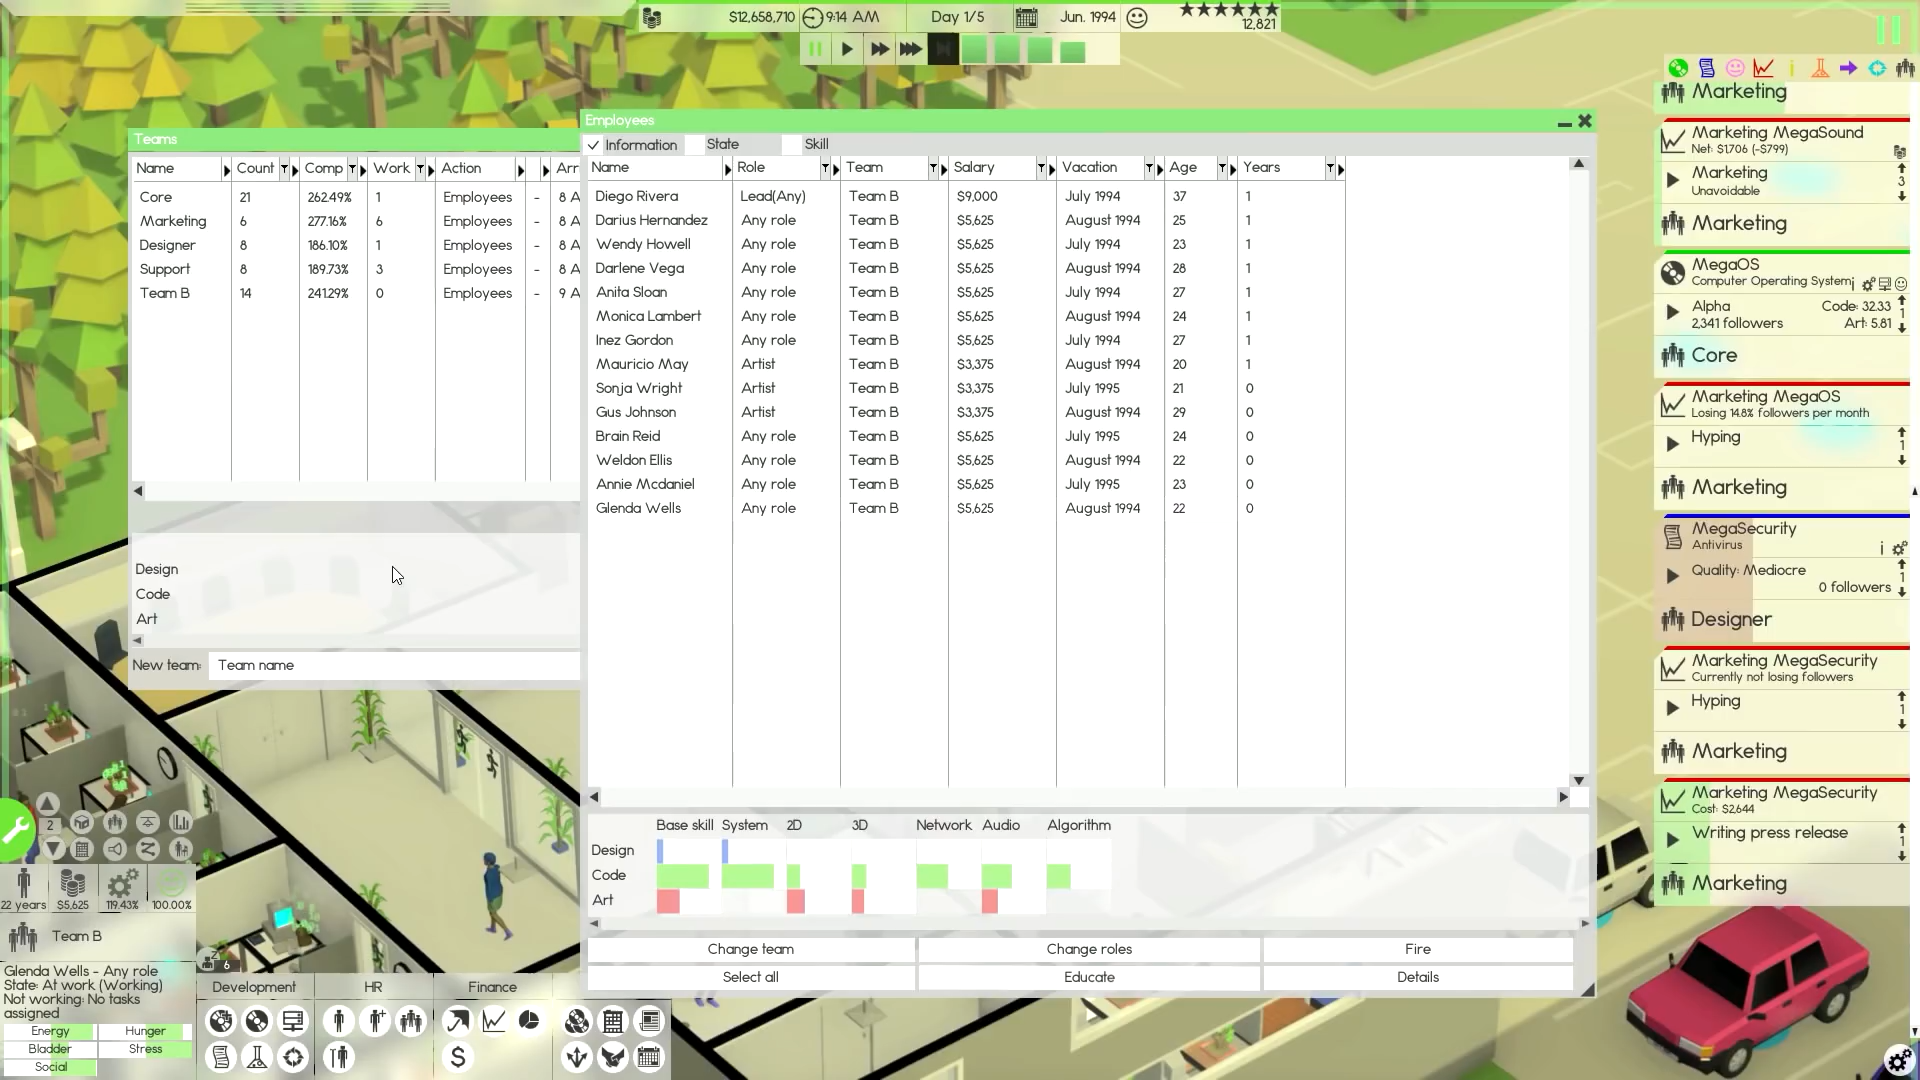 $12,658,710 9:14 AM Day 1/5 Jun. 1994 12,821
Teams
Name Count Comp Work Action Arr
Core 21 262.49% 1 Employees - 8 A
Marketing 6 277.16% 6 Employees - 8 A
Designer 8 186.10% 1 Employees - 8 A
Support 8 189.73% 3 Employees - 8 A
Team B 14 241.29% 0 Employees - 9 A
Design
Code
Art
New team: Team name
Employees
Information State Skill
Name Role Team Salary Vacation Age Years
Diego Rivera Lead(Any) Team B $9,000 July 1994 37 1
Darius Hernandez Any role Team B $5,625 August 1994 25 1
Wendy Howell Any role Team B $5,625 July 1994 23 1
Darlene Vega Any role Team B $5,625 August 1994 28 1
Anita Sloan Any role Team B $5,625 July 1994 27 1
Monica Lambert Any role Team B $5,625 August 1994 24 1
Inez Gordon Any role Team B $5,625 July 1994 27 1
Mauricio May Artist Team B $3,375 August 1994 20 1
Sonja Wright Artist Team B $3,375 July 1995 21 0
Gus Johnson Artist Team B $3,375 August 1994 29 0
Brain Reid Any role Team B $5,625 July 1995 24 0
Weldon Ellis Any role Team B $5,625 August 1994 22 0
Annie Mcdaniel Any role Team B $5,625 July 1995 23 0
Glenda Wells Any role Team B $5,625 August 1994 22 0
Base skill System 2D 3D Network Audio Algorithm
Design
Code
Art
Change team Change roles Fire
Select all Educate Details
Marketing
Marketing MegaSound
Net: $1,706 (-$799)
Marketing
Unavoidable
3
Marketing
MegaOS
Computer Operating System
Alpha Code: 32.33
2,341 followers Art: 5.81
1
Core
Marketing MegaOS
Losing 14.8% followers per month
Hyping
1
Marketing
MegaSecurity
Antivirus
Quality: Mediocre
0 followers
1
Designer
Marketing MegaSecurity
Currently not losing followers
Hyping
1
Marketing
Marketing MegaSecurity
Cost: $2,644
Writing press release
1
Marketing
2
22 years $5,625 119.43% 100.00%
Team B
Glenda Wells - Any role
State: At work (Working)
Not working: No tasks
assigned
Energy Hunger
Bladder Stress
Social
6
Development HR Finance